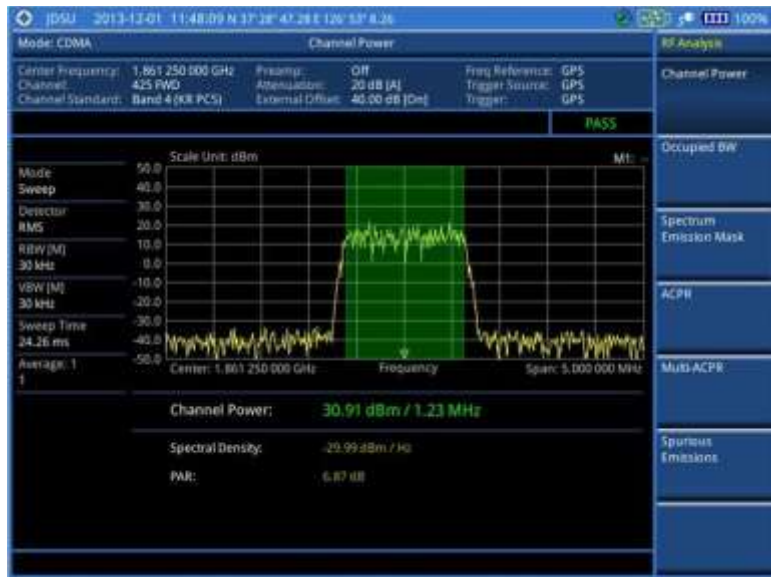 JDSU 2013-12-01 11:48:09 N 37° 28' 47.28 E 126° 53' 8.26 100%
Mode: CDMA Channel Power RF Analysis
Center Frequency: 1.861 250 000 GHz Preamp: Off Freq Reference: GPS
Channel: 425 FWD Attenuation: 20 dB [A] Trigger Source: GPS
Channel Standard: Band 4 (KR PCS) External Offset: 40.00 dB [On] Trigger: GPS
Channel Power
PASS
Occupied BW
Scale Unit: dBm M1: --
Mode
Sweep
Detector
RMS
RBW [M]
30 kHz
VBW [M]
30 kHz
Sweep Time
24.26 ms
Average: 1
1
50.0
40.0
30.0
20.0
10.0
0.0
-10.0
-20.0
-30.0
-40.0
-50.0
Center: 1.861 250 000 GHz Frequency Span: 5.000 000 MHz
Spectrum
Emission Mask
ACPR
Multi-ACPR
Spurious
Emissions
Channel Power: 30.91 dBm / 1.23 MHz
Spectral Density: -29.99 dBm / Hz
PAR: 6.87 dB